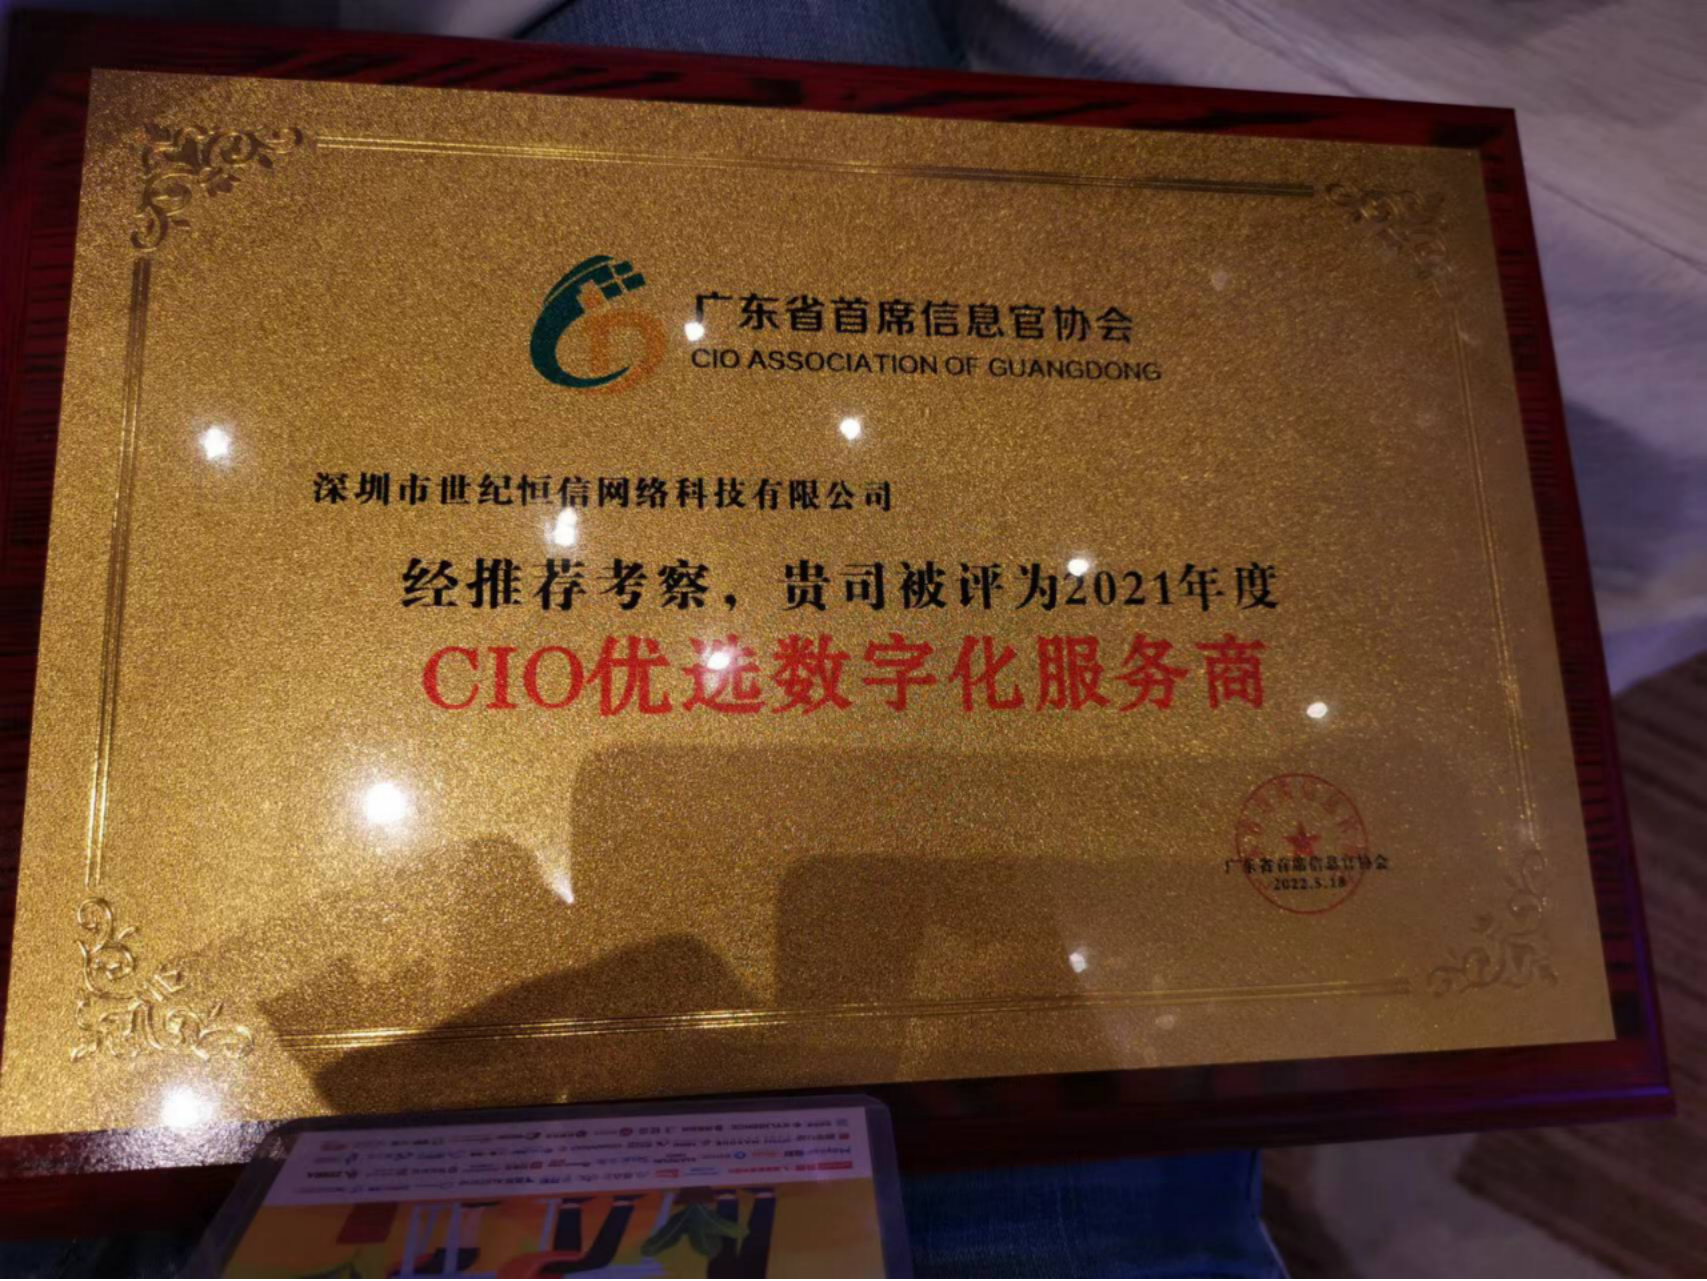 广东省首席信息官协会
CIO ASSOCIATION OF GUANGDONG
深圳市世纪恒信网络科技有限公司
经推荐考察，贵司被评为2021年度
CIO优选数字化服务商
广东省首席信息官协会
2022.5.18